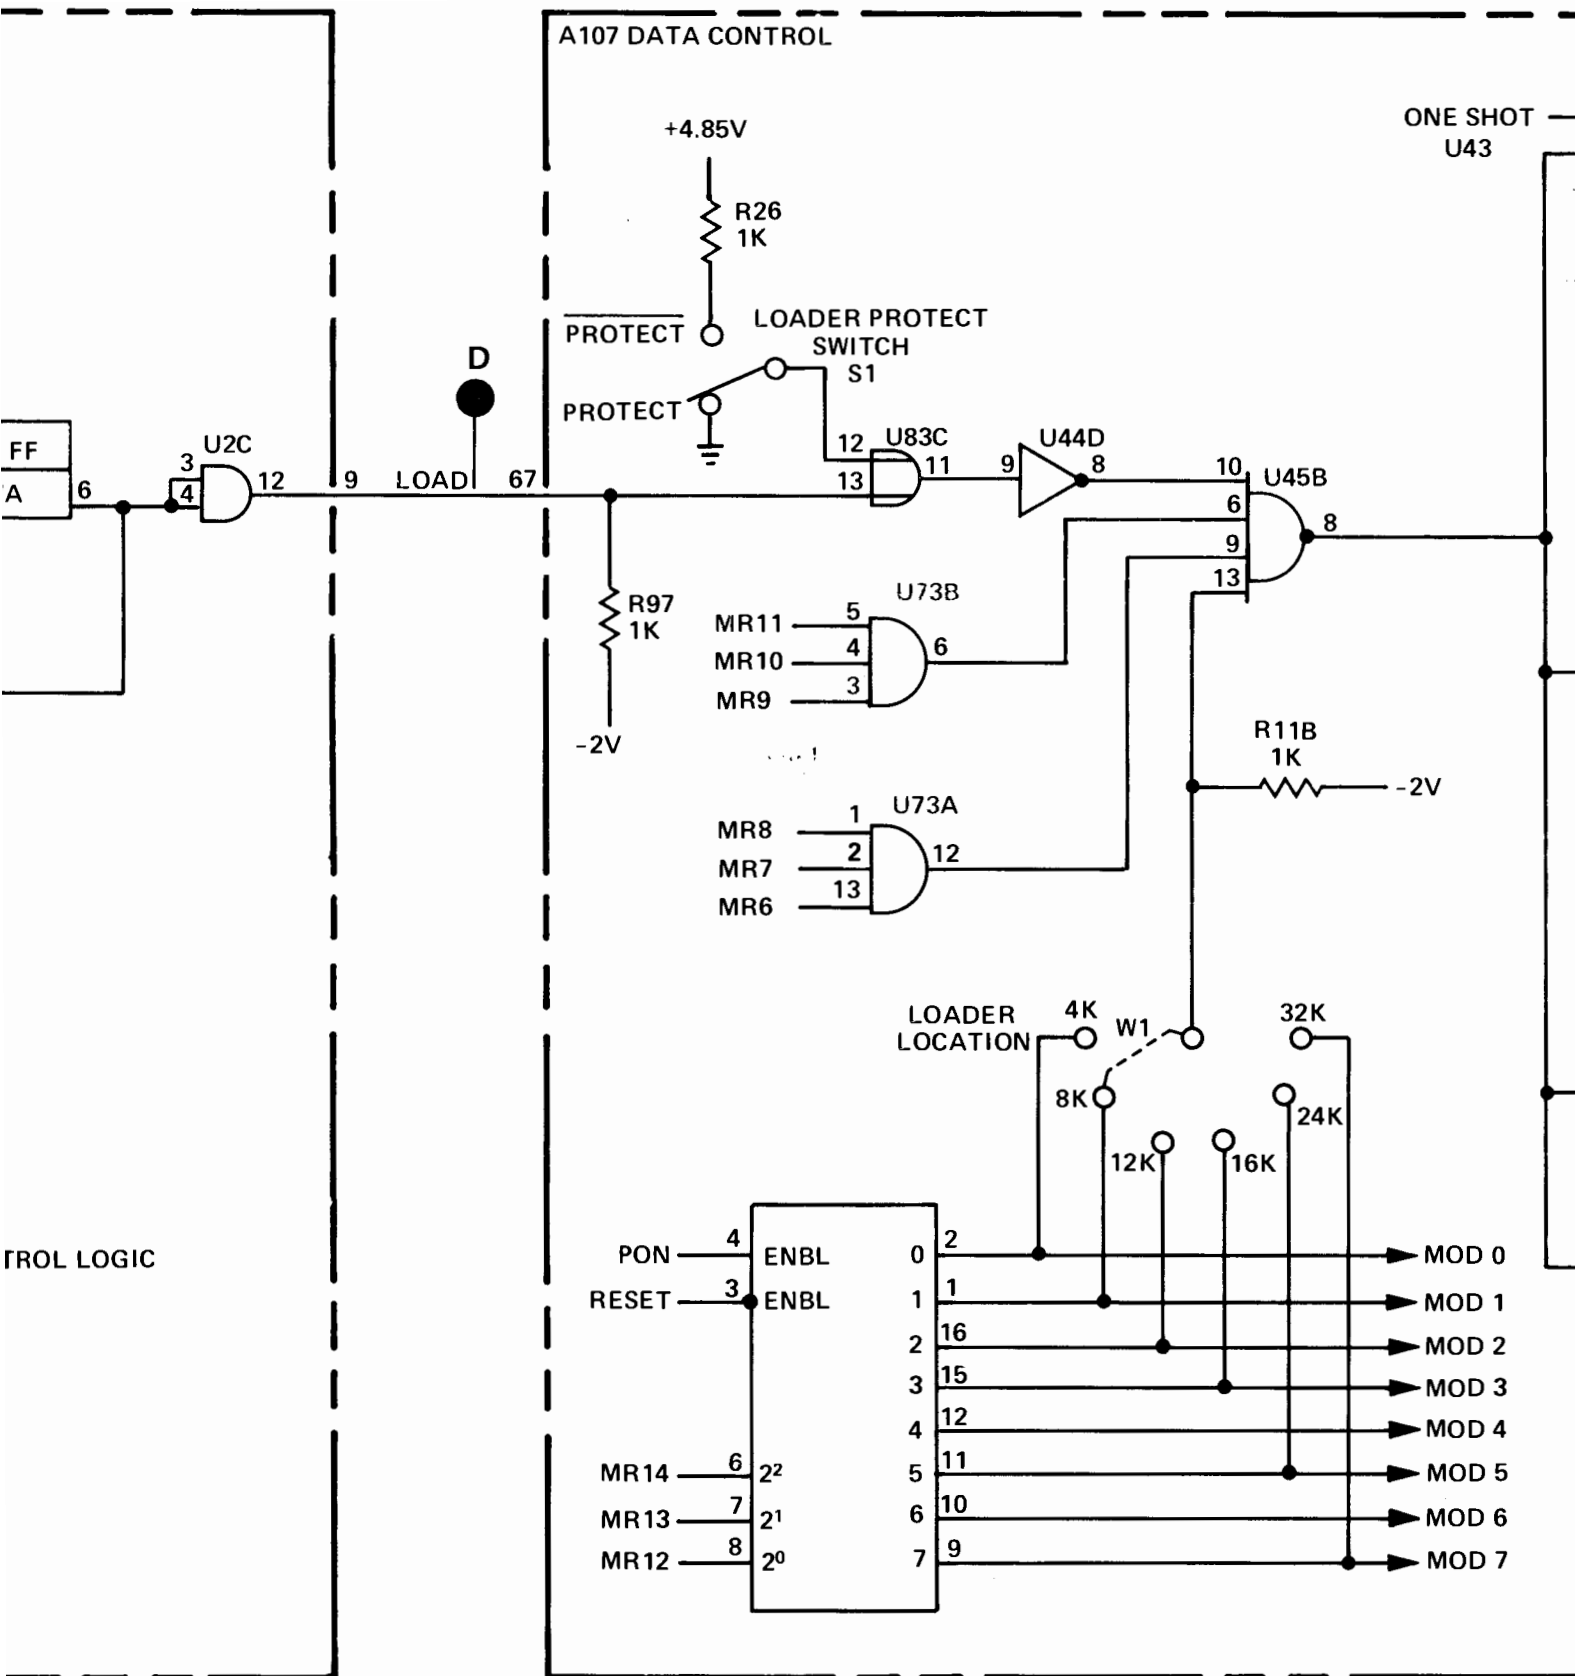 A107 DATA CONTROL
ONE SHOT
U43
+4.85V
R26
1K
PROTECT
LOADER PROTECT
SWITCH
S1
PROTECT
D
FF
A
6
U2C
3
4
12
9
LOAD
67
12
13
U83C
11
9
U44D
8
10
6
9
13
U45B
8
R97
1K
-2V
U73B
MR11
5
MR10
4
MR9
3
6
R11B
1K
-2V
U73A
MR8
1
MR7
2
MR6
13
12
LOADER
LOCATION
4K
W1
32K
8K
24K
12K
16K
TROL LOGIC
PON
4
ENBL
0
2
MOD 0
RESET
3
ENBL
1
1
MOD 1
2
16
MOD 2
3
15
MOD 3
4
12
MOD 4
MR14
6
2²
5
11
MOD 5
MR13
7
2¹
6
10
MOD 6
MR12
8
2⁰
7
9
MOD 7